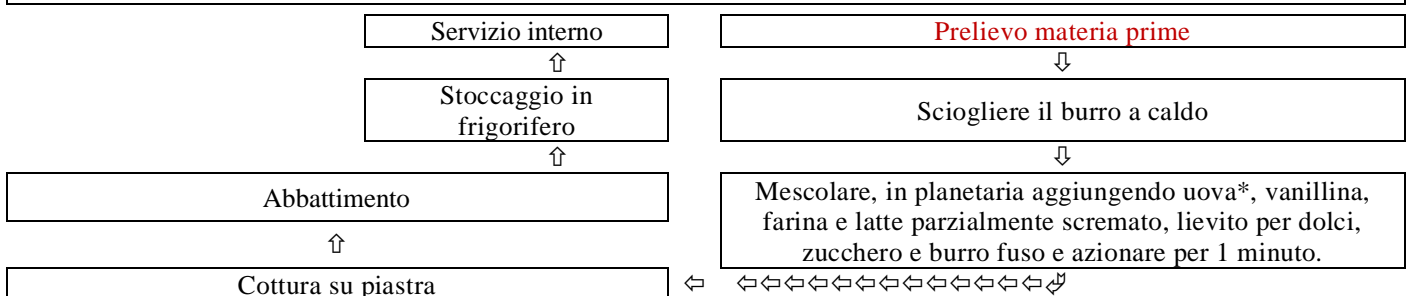 Servizio interno
Prelievo materia prime
⇧
⇩
Stoccaggio in
frigorifero
Sciogliere il burro a caldo
⇧
⇩
Abbattimento
Mescolare, in planetaria aggiungendo uova*, vanillina,
farina e latte parzialmente scremato, lievito per dolci,
zucchero e burro fuso e azionare per 1 minuto.
⇧
Cottura su piastra
⇦ ⇦⇦⇦⇦⇦⇦⇦⇦⇦⇦⇦⇦⇦